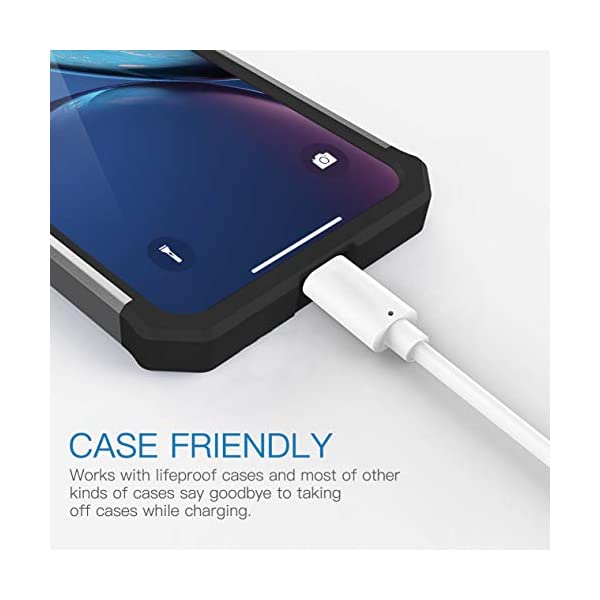 CASE FRIENDLY
Works with lifeproof cases and most of other
kinds of cases say goodbye to taking
off cases while charging.